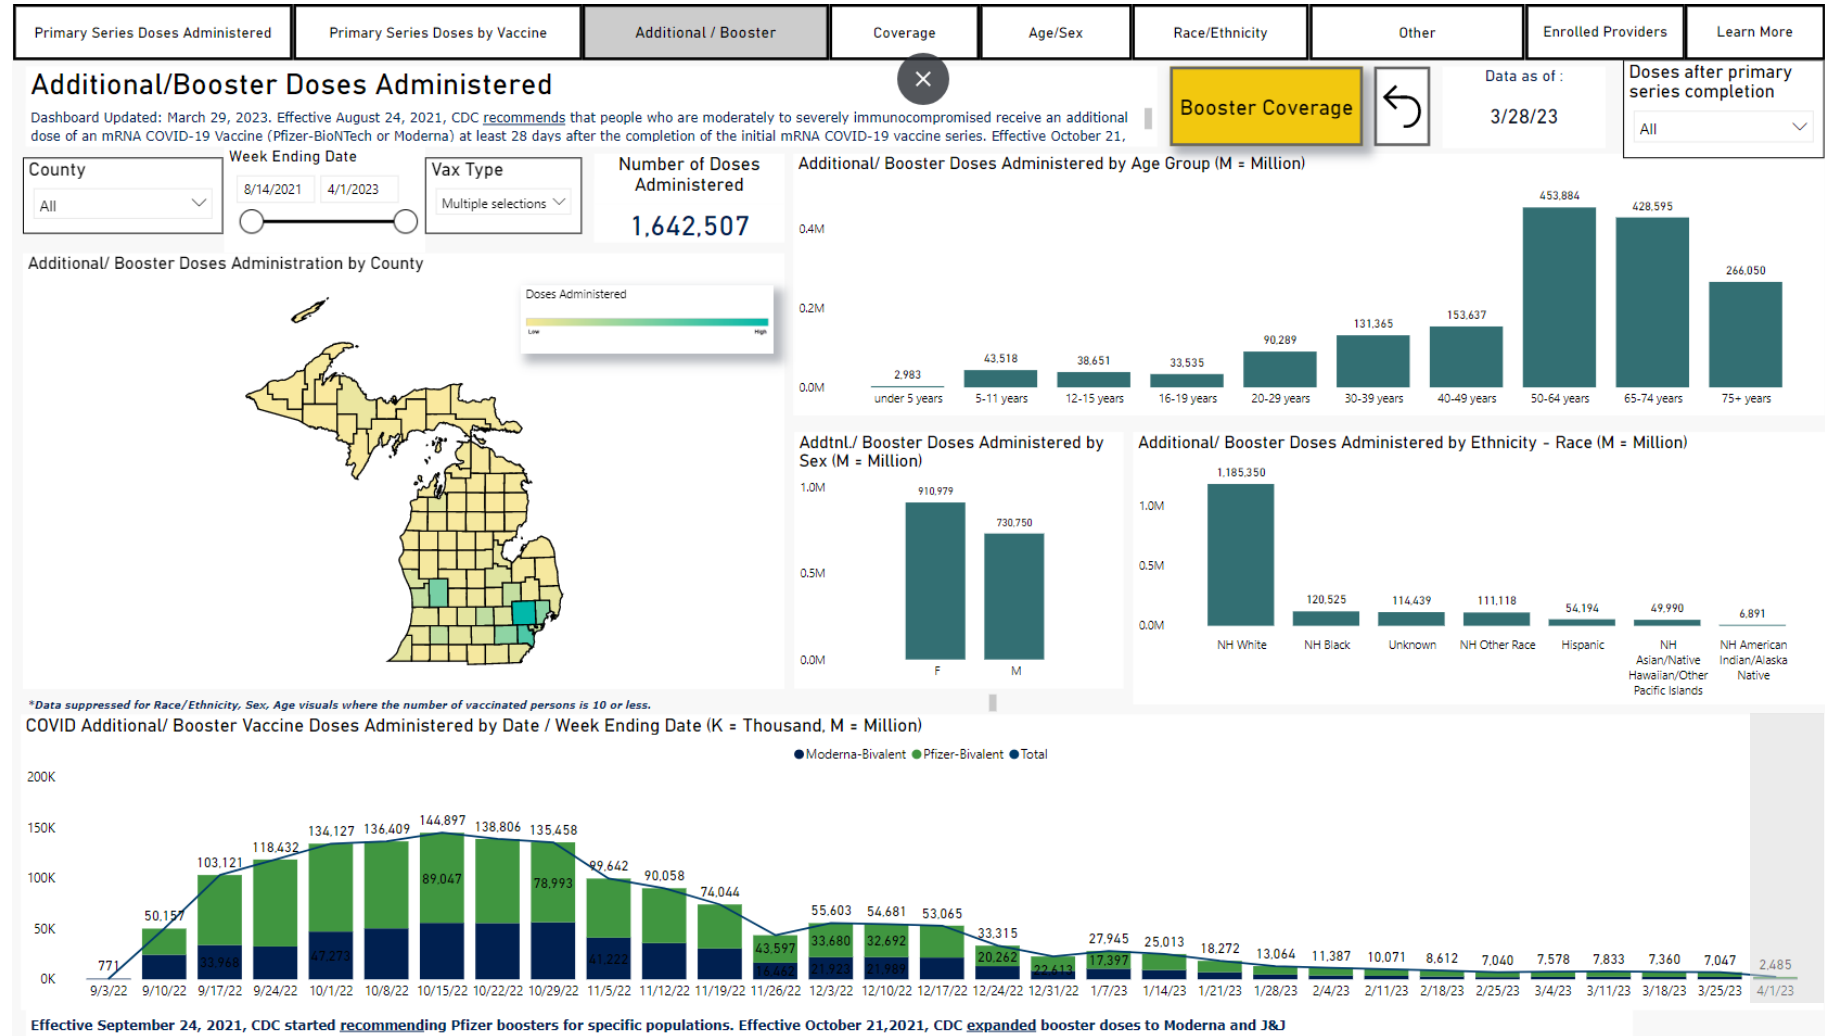 Primary Series Doses Administered
Primary Series Doses by Vaccine
Additional / Booster
Coverage
Age/Sex
Race/Ethnicity
Other
Enrolled Providers
Learn More
Additional/Booster Doses Administered
Dashboard Updated: March 29, 2023. Effective August 24, 2021, CDC recommends that people who are moderately to severely immunocompromised receive an additional
dose of an mRNA COVID-19 Vaccine (Pfizer-BioNTech or Moderna) at least 28 days after the completion of the initial mRNA COVID-19 vaccine series. Effective October 21,
Booster Coverage
Data as of :
3/28/23
Doses after primary
series completion
All
County
All
Week Ending Date
8/14/2021
4/1/2023
Vax Type
Multiple selections
Number of Doses
Administered
1,642,507
Additional/ Booster Doses Administration by County
Doses Administered
Low
High
Additional/ Booster Doses Administered by Age Group (M = Million)
0.4M
0.2M
0.0M
2,983
43,518
38,651
33,535
90,289
131,365
153,637
453,884
428,595
266,050
under 5 years
5-11 years
12-15 years
16-19 years
20-29 years
30-39 years
40-49 years
50-64 years
65-74 years
75+ years
Addtnl./ Booster Doses Administered by
Sex (M = Million)
1.0M
0.5M
0.0M
910,979
730,750
F
M
Additional/ Booster Doses Administered by Ethnicity - Race (M = Million)
1.0M
0.5M
0.0M
1,185,350
120,525
114,439
111,118
54,194
49,990
6,891
NH White
NH Black
Unknown
NH Other Race
Hispanic
NH
Asian/Native
Hawaiian/Other
Pacific Islands
NH American
Indian/Alaska
Native
*Data suppressed for Race/Ethnicity, Sex, Age visuals where the number of vaccinated persons is 10 or less.
COVID Additional/ Booster Vaccine Doses Administered by Date / Week Ending Date (K = Thousand, M = Million)
Moderna-Bivalent
Pfizer-Bivalent
Total
200K
150K
100K
50K
0K
771
50,157
103,121
118,432
134,127
136,409
144,897
138,806
135,458
99,642
90,058
74,044
55,603
54,681
53,065
33,315
27,945
25,013
18,272
13,064
11,387
10,071
8,612
7,040
7,578
7,833
7,360
7,047
2,485
89,047
78,993
43,597
33,680
32,692
20,262
22,613
17,397
33,968
47,273
41,222
16,462
21,923
21,989
9/3/22
9/10/22
9/17/22
9/24/22
10/1/22
10/8/22
10/15/22
10/22/22
10/29/22
11/5/22
11/12/22
11/19/22
11/26/22
12/3/22
12/10/22
12/17/22
12/24/22
12/31/22
1/7/23
1/14/23
1/21/23
1/28/23
2/4/23
2/11/23
2/18/23
2/25/23
3/4/23
3/11/23
3/18/23
3/25/23
4/1/23
Effective September 24, 2021, CDC started recommending Pfizer boosters for specific populations. Effective October 21,2021, CDC expanded booster doses to Moderna and J&J